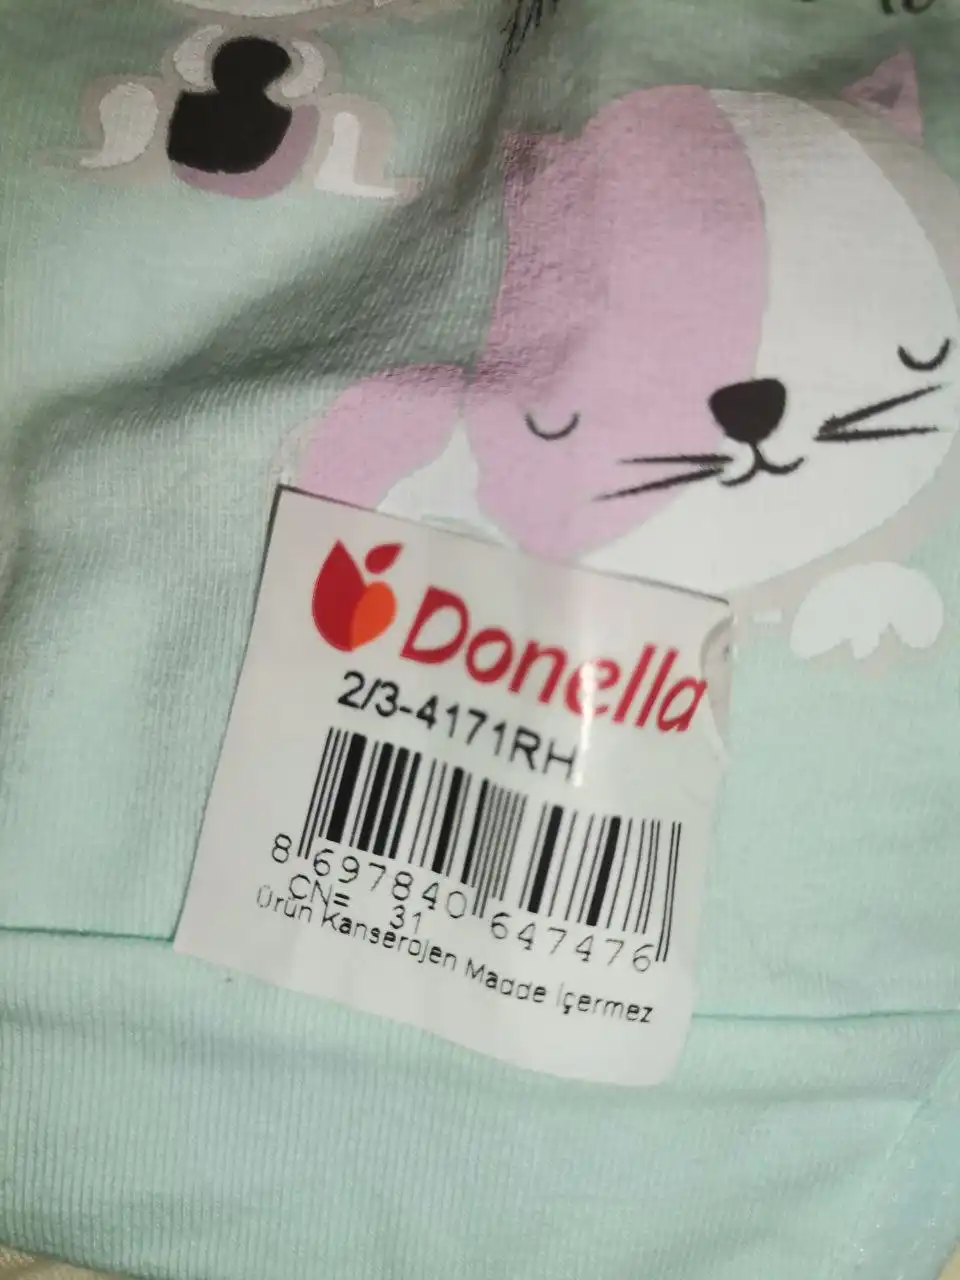 Donella
2/3-4171RH
8 697840 647476
CN= 31
Ürün Kanserojen Madde İçermez